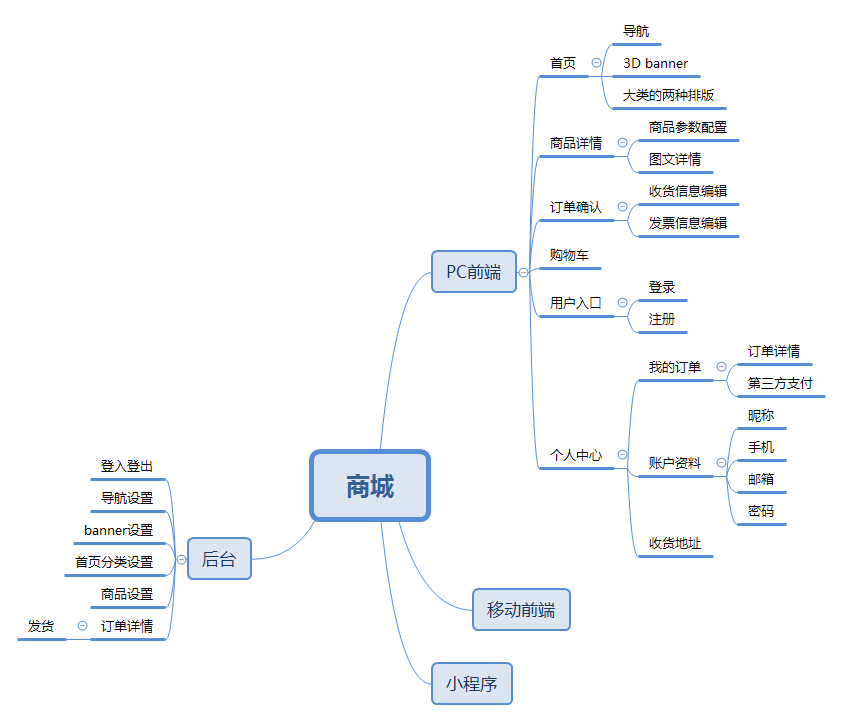 商城
PC前端
首页
导航
3D banner
大类的两种排版
商品详情
商品参数配置
图文详情
订单确认
收货信息编辑
发票信息编辑
购物车
用户入口
登录
注册
个人中心
我的订单
订单详情
第三方支付
账户资料
昵称
手机
邮箱
密码
收货地址
移动前端
小程序
后台
登入登出
导航设置
banner设置
首页分类设置
商品设置
订单详情
发货